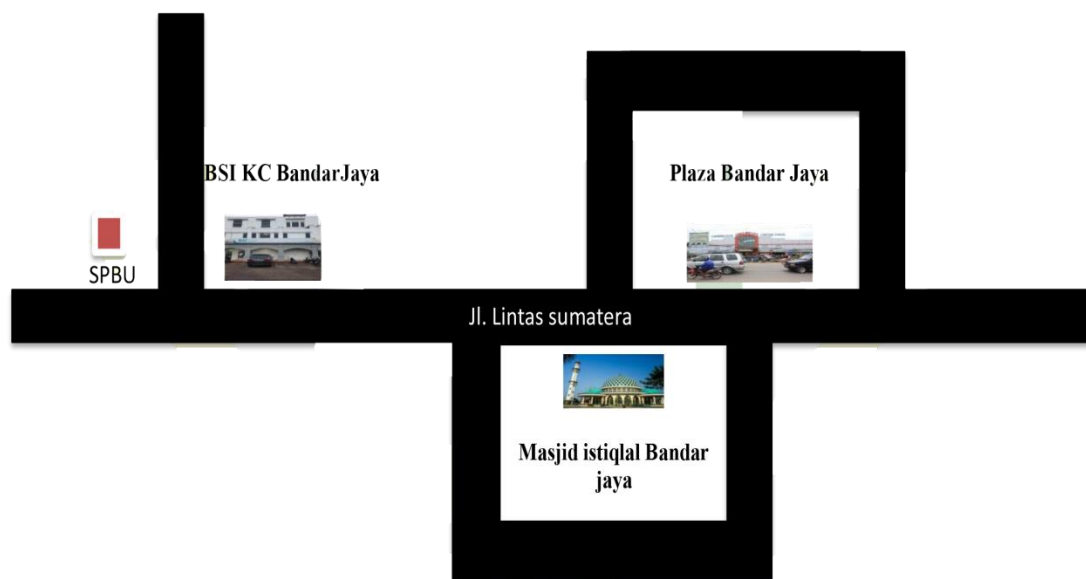 BSI KC BandarJaya
Plaza Bandar Jaya
SPBU
Jl. Lintas sumatera
Masjid istiqlal Bandar
jaya